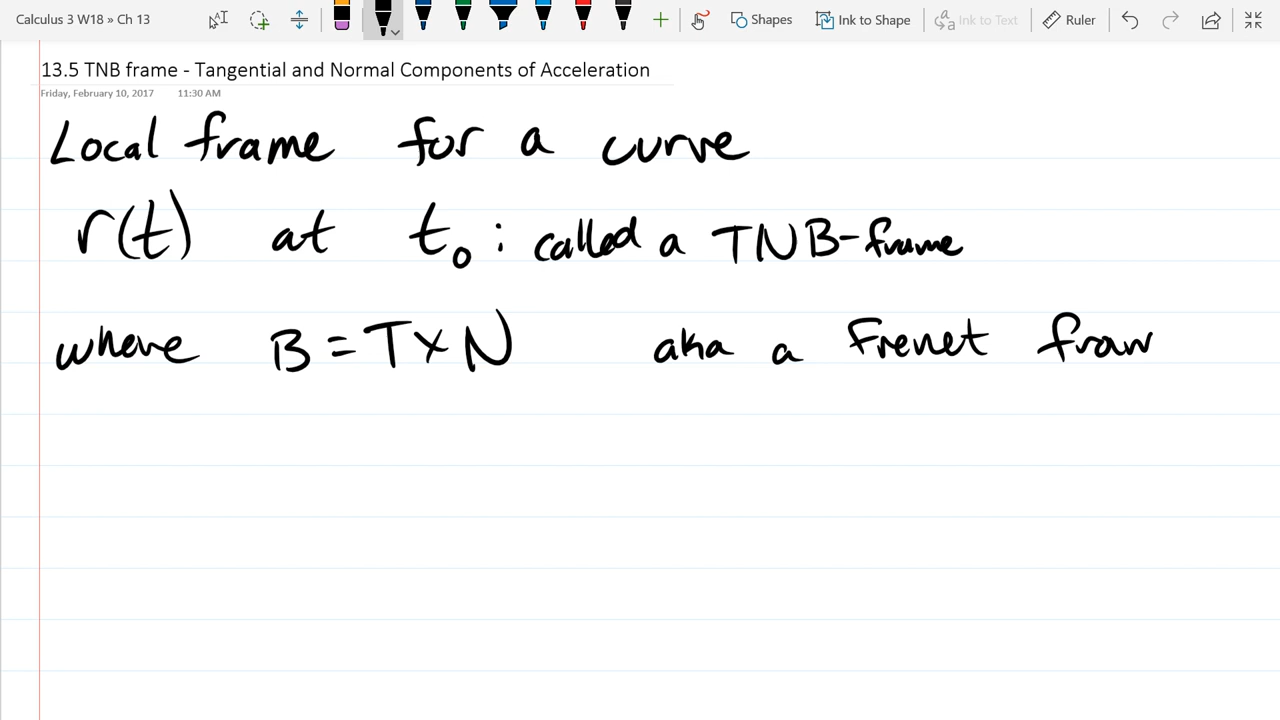 Calculus 3 W18 » Ch 13
Shapes
Ink to Shape
Ink to Text
Ruler
13.5 TNB frame - Tangential and Normal Components of Acceleration
Friday, February 10, 2017 11:30 AM
Local frame for a curve
r(t) at t₀ : called a TNB-frame
where B = T × N aka a Frenet fram